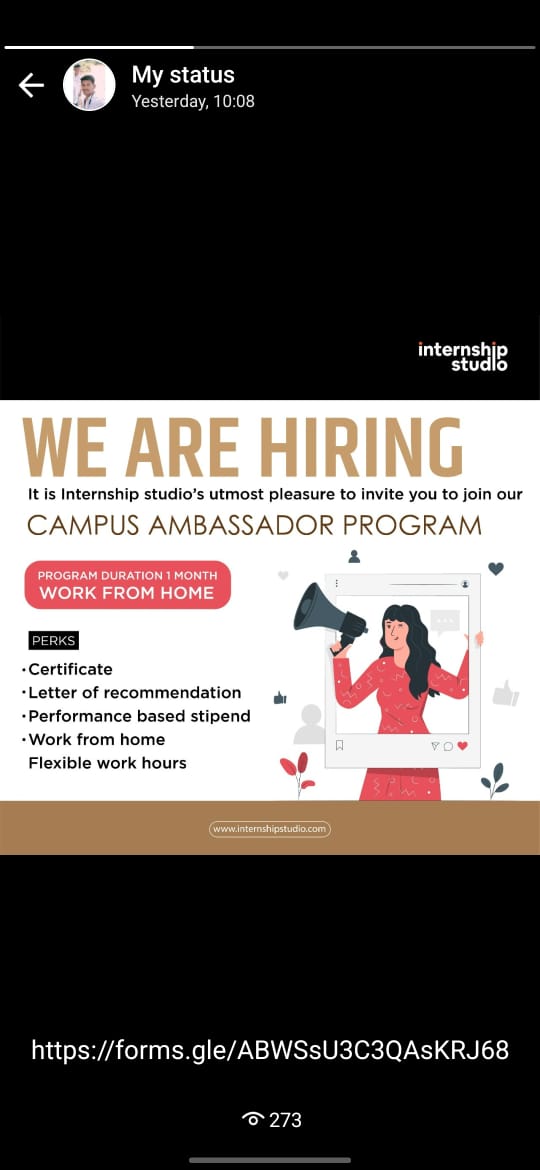 My status
Yesterday, 10:08
internship
studio
WE ARE HIRING
It is Internship studio's utmost pleasure to invite you to join our
CAMPUS AMBASSADOR PROGRAM
PROGRAM DURATION 1 MONTH
WORK FROM HOME
PERKS
·Certificate
·Letter of recommendation
·Performance based stipend
·Work from home
Flexible work hours
www.internshipstudio.com
https://forms.gle/ABWSsU3C3QAsKRJ68
273